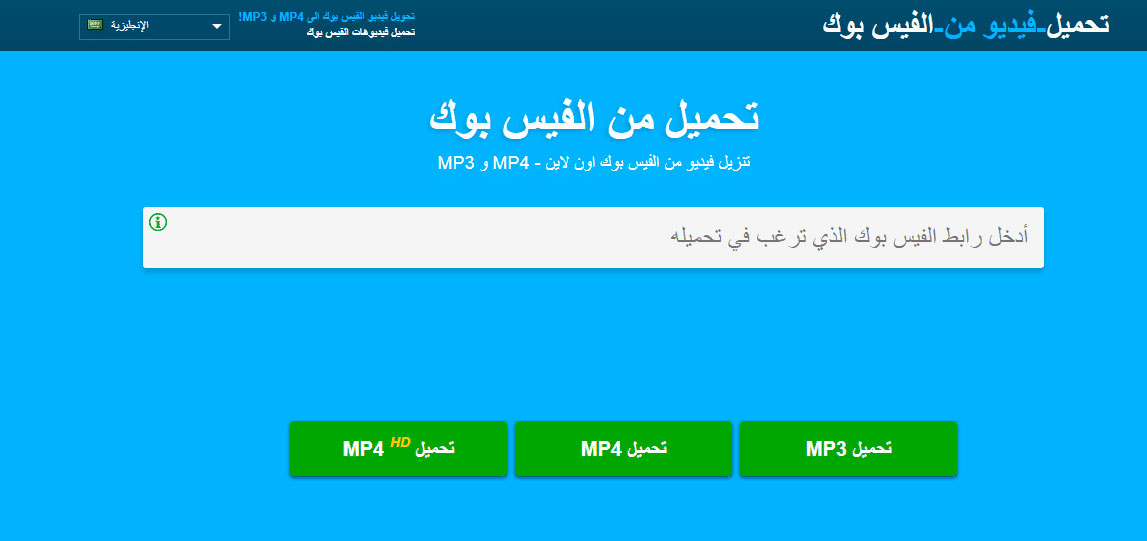 تحميل-فيديو من-الفيس بوك
تحويل فيديو الفيس بوك الى MP4 و MP3!
تحميل فيديوهات الفيس بوك
الإنجليزية
تحميل من الفيس بوك
تنزيل فيديو من الفيس بوك اون لاين - MP4 و MP3
أدخل رابط الفيس بوك الذي ترغب في تحميله
تحميل MP3
تحميل MP4
تحميل MP4 HD